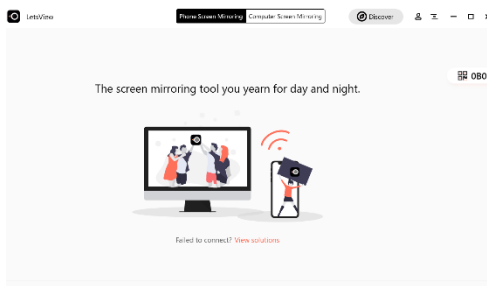 LetsView
Phone Screen Mirroring Computer Screen Mirroring
Discover
0B0
The screen mirroring tool you yearn for day and night.
Failed to connect? View solutions